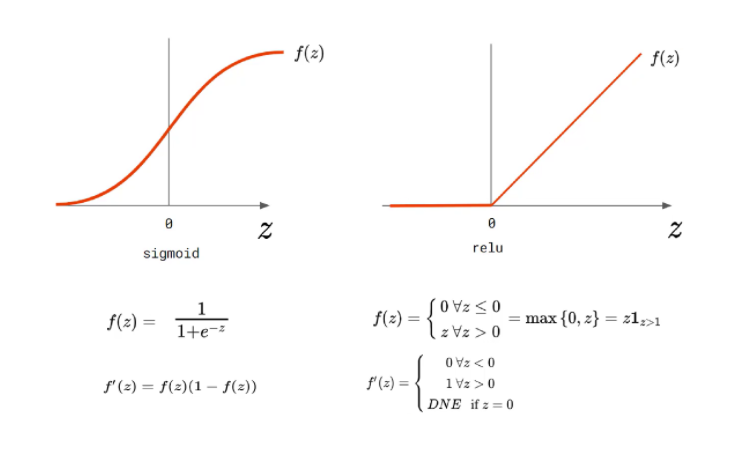 f(z)
0
z
sigmoid
f(z) = 1 / 1+e^{-z}
f′(z) = f(z)(1 − f(z))
f(z)
0
z
relu
f(z) = { 0 ∀z ≤ 0
z ∀z > 0 = max {0, z} = z1_{z>1}
f′(z) = { 0 ∀z < 0
1 ∀z > 0
DNE if z = 0